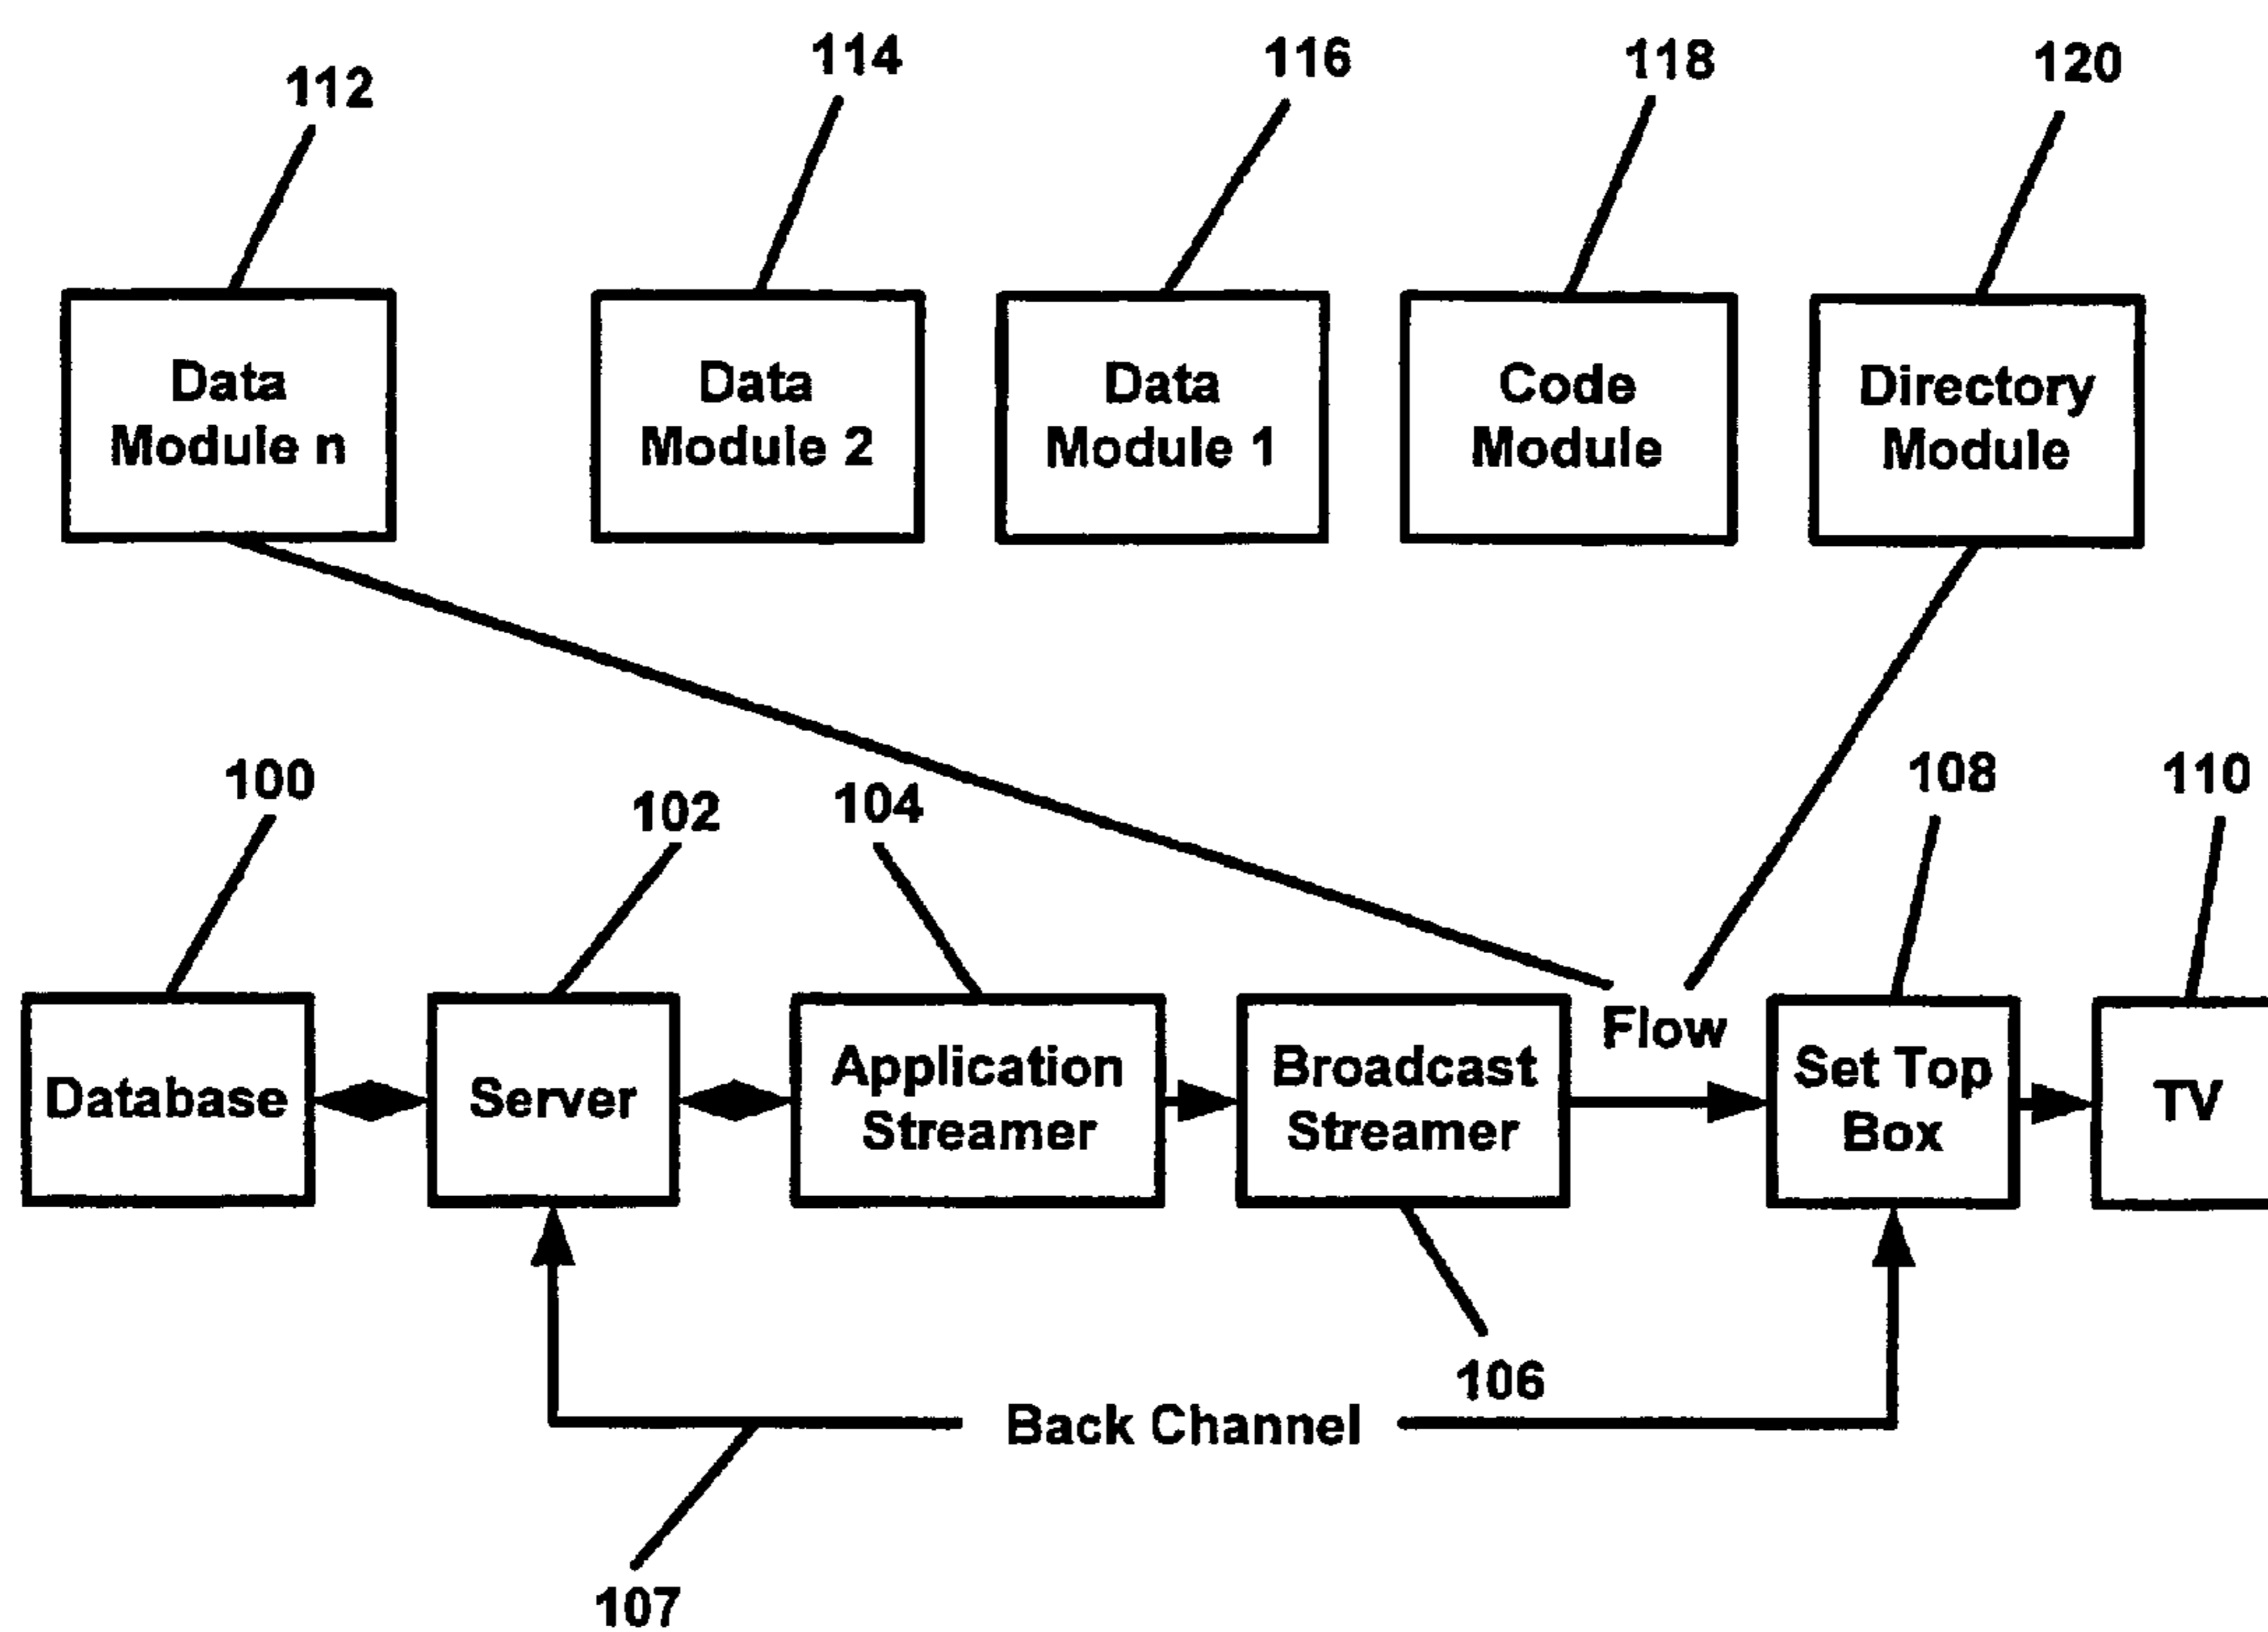 112
114
116
118
120
Data
Module n
Data
Module 2
Data
Module 1
Code
Module
Directory
Module
100
102
104
108
110
Database
Server
Application
Streamer
Broadcast
Streamer
Flow
Set Top
Box
TV
106
Back Channel
107